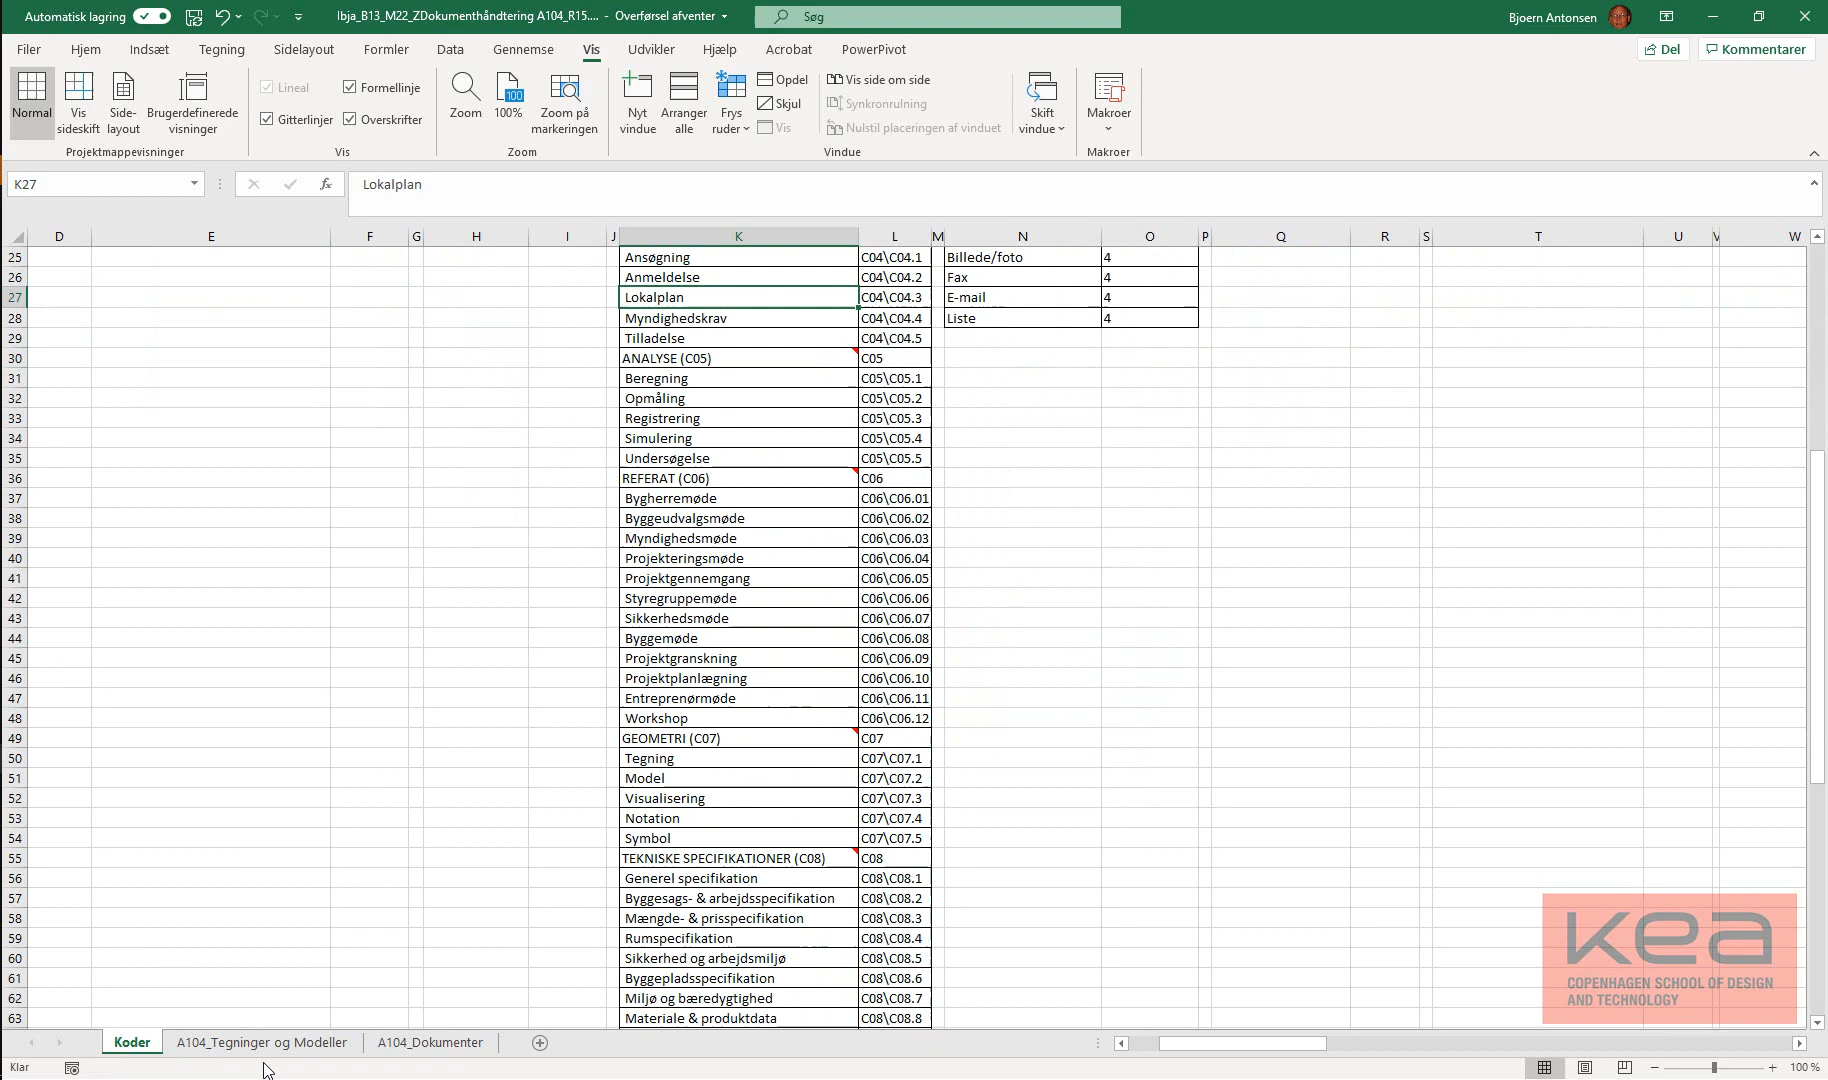 Automatisk lagring
Ibja_B13_M22_ZDokumenthåndtering A104_R15.... - Overførsel afventer
Søg
Bjoern Antonsen
Filer Hjem Indsæt Tegning Sidelayout Formler Data Gennemse Vis Udvikler Hjælp Acrobat PowerPivot
Del Kommentarer
Normal
Vis sideskift
Side-layout
Brugerdefinerede visninger
Projektmappevisninger
Lineal Formellinje
Gitterlinjer Overskrifter
Vis
Zoom
100
100%
Zoom på markeringen
Zoom
Nyt vindue
Arranger alle
Frys ruder
Opdel
Skjul
Vis
Vis side om side
Synkronrulning
Nulstil placeringen af vinduet
Skift vindue
Vindue
Makroer
Makroer
K27 fx Lokalplan
D E F G H I J K L M N O P Q R S T U V W
25 Ansøgning C04\C04.1 Billede/foto 4
26 Anmeldelse C04\C04.2 Fax 4
27 Lokalplan C04\C04.3 E-mail 4
28 Myndighedskrav C04\C04.4 Liste 4
29 Tilladelse C04\C04.5
30 ANALYSE (C05) C05
31 Beregning C05\C05.1
32 Opmåling C05\C05.2
33 Registrering C05\C05.3
34 Simulering C05\C05.4
35 Undersøgelse C05\C05.5
36 REFERAT (C06) C06
37 Bygherremøde C06\C06.01
38 Byggeudvalgsmøde C06\C06.02
39 Myndighedsmøde C06\C06.03
40 Projekteringsmøde C06\C06.04
41 Projektgennemgang C06\C06.05
42 Styregruppemøde C06\C06.06
43 Sikkerhedsmøde C06\C06.07
44 Byggemøde C06\C06.08
45 Projektgranskning C06\C06.09
46 Projektplanlægning C06\C06.10
47 Entreprenørmøde C06\C06.11
48 Workshop C06\C06.12
49 GEOMETRI (C07) C07
50 Tegning C07\C07.1
51 Model C07\C07.2
52 Visualisering C07\C07.3
53 Notation C07\C07.4
54 Symbol C07\C07.5
55 TEKNISKE SPECIFIKATIONER (C08) C08
56 Generel specifikation C08\C08.1
57 Byggesags- & arbejdsspecifikation C08\C08.2
58 Mængde- & prisspecifikation C08\C08.3
59 Rumspecifikation C08\C08.4
60 Sikkerhed og arbejdsmiljø C08\C08.5
61 Byggepladsspecifikation C08\C08.6
62 Miljø og bæredygtighed C08\C08.7
63 Materiale & produktdata C08\C08.8
kea
COPENHAGEN SCHOOL OF DESIGN
AND TECHNOLOGY
Koder A104_Tegninger og Modeller A104_Dokumenter
Klar
100 %